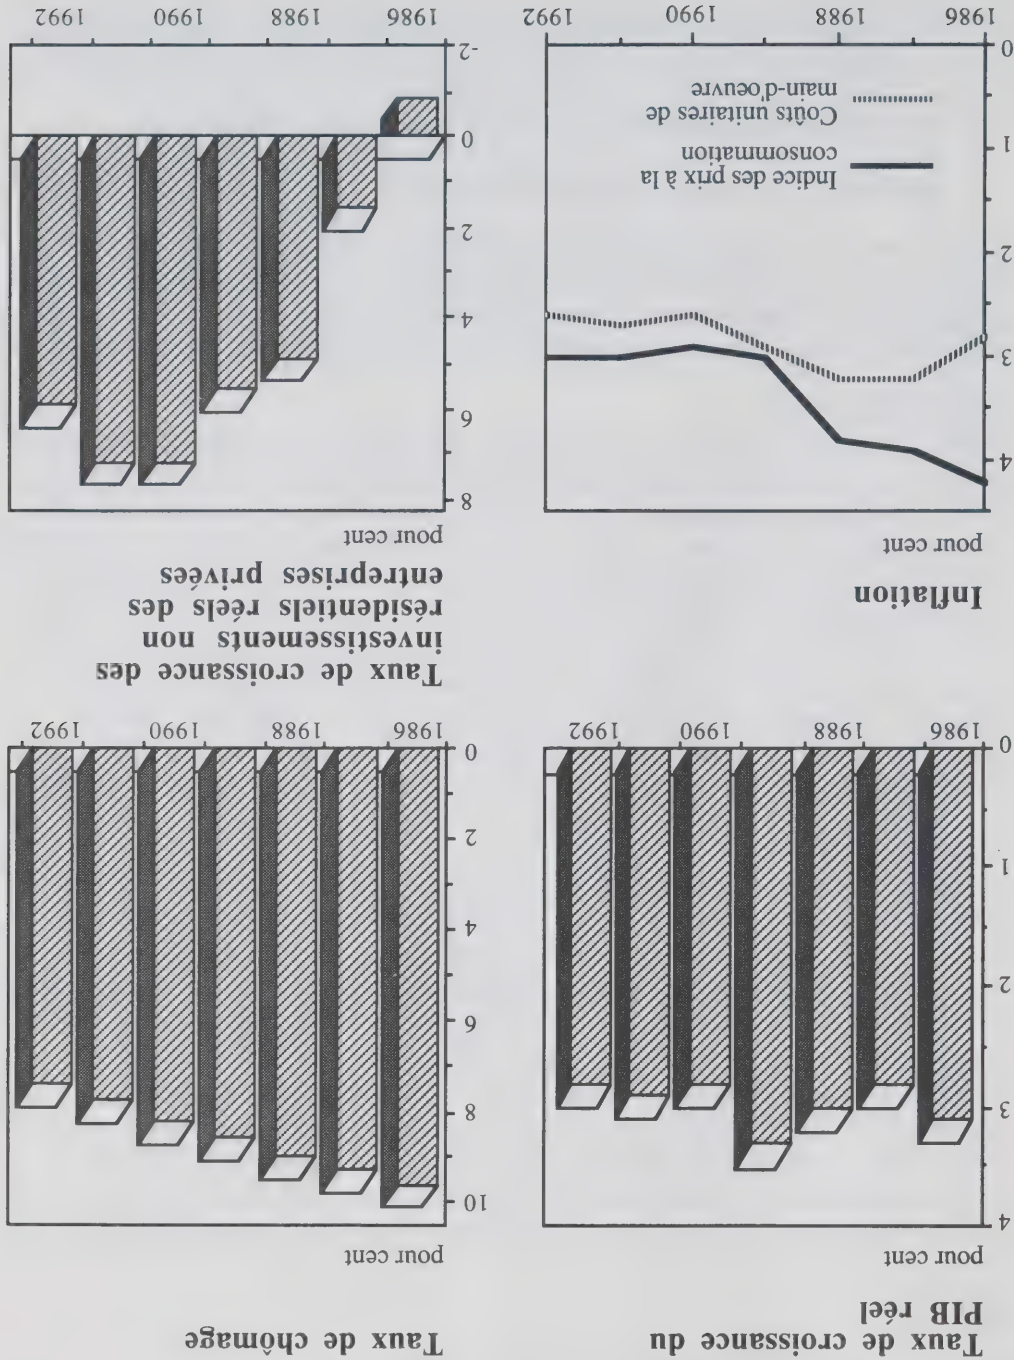 Taux de croissance du
PIB réel
pour cent
4
3
2
1
0
1986 1988 1990 1992
Taux de chômage
pour cent
10
8
6
4
2
0
1986 1988 1990 1992
Inflation
pour cent
4
3
2
1
0
Indice des prix à la
consommation
Coûts unitaires de
main-d'oeuvre
1986 1988 1990 1992
Taux de croissance des
investissements non
résidentiels réels des
entreprises privées
pour cent
8
6
4
2
0
-2
1986 1988 1990 1992